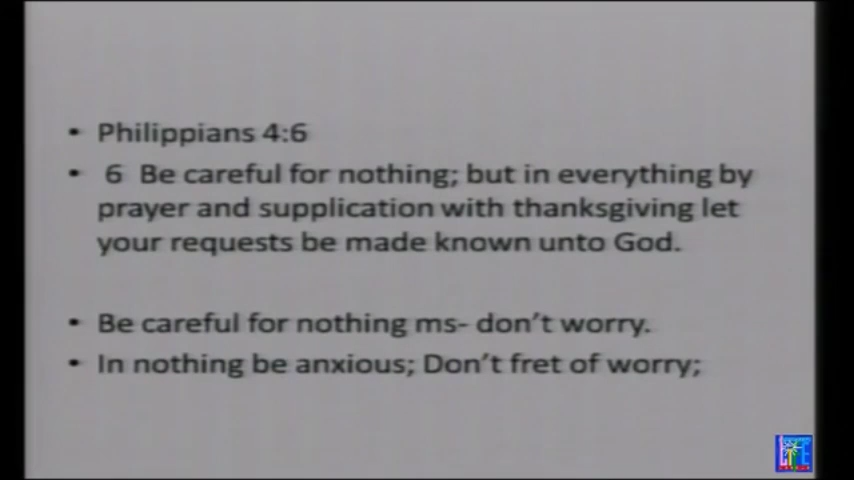 • Philippians 4:6
• 6 Be careful for nothing; but in everything by
prayer and supplication with thanksgiving let
your requests be made known unto God.
• Be careful for nothing ms- don't worry.
• In nothing be anxious; Don't fret of worry;
LIFE